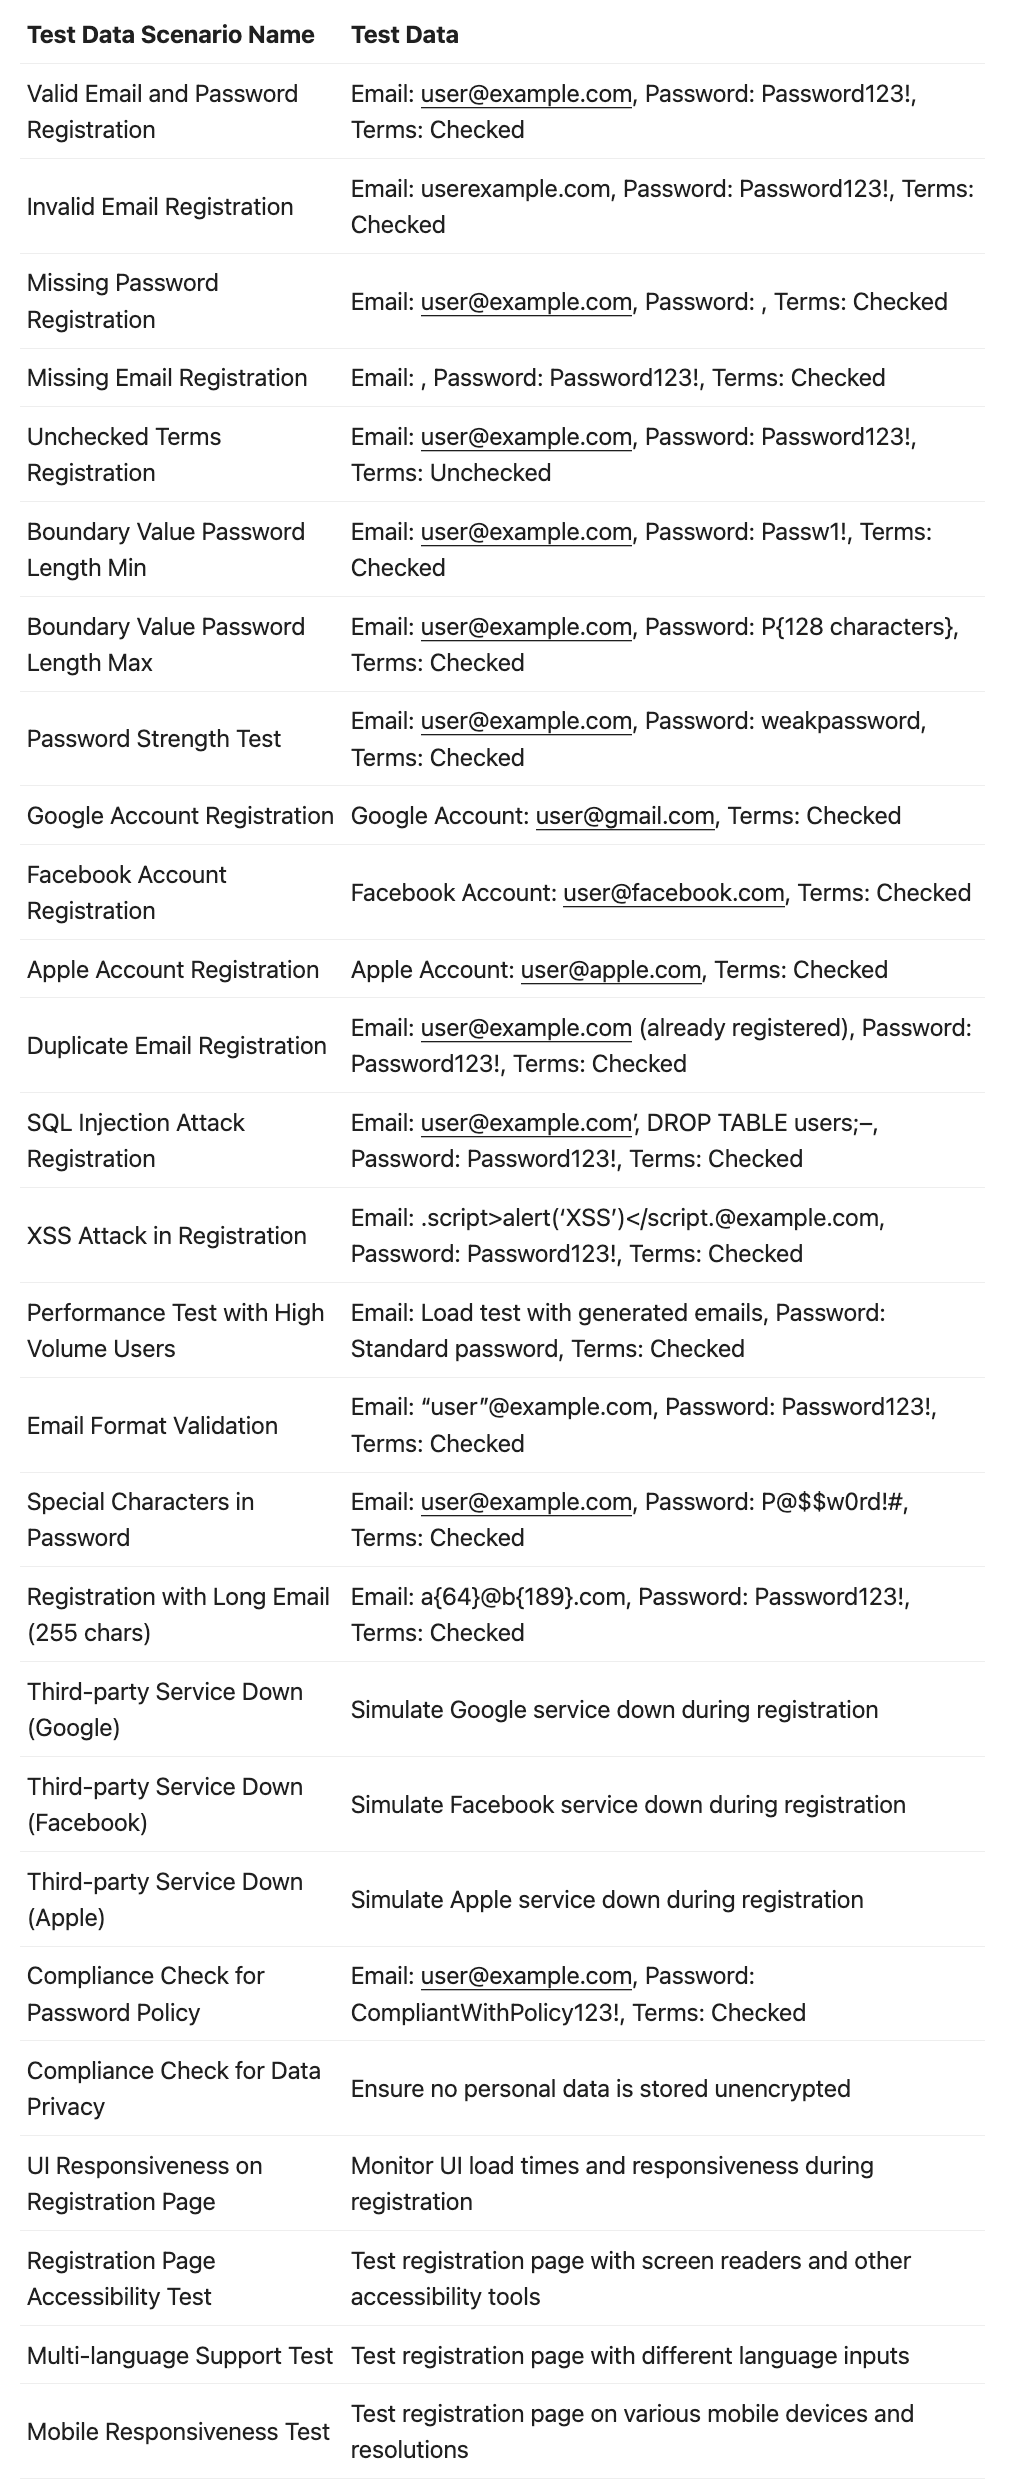 Test Data Scenario Name Test Data
Valid Email and Password
Registration
Email: user@example.com, Password: Password123!,
Terms: Checked
Invalid Email Registration
Email: userexample.com, Password: Password123!, Terms:
Checked
Missing Password
Registration
Email: user@example.com, Password: , Terms: Checked
Missing Email Registration
Email: , Password: Password123!, Terms: Checked
Unchecked Terms
Registration
Email: user@example.com, Password: Password123!,
Terms: Unchecked
Boundary Value Password
Length Min
Email: user@example.com, Password: Passw1!, Terms:
Checked
Boundary Value Password
Length Max
Email: user@example.com, Password: P{128 characters},
Terms: Checked
Password Strength Test
Email: user@example.com, Password: weakpassword,
Terms: Checked
Google Account Registration
Google Account: user@gmail.com, Terms: Checked
Facebook Account
Registration
Facebook Account: user@facebook.com, Terms: Checked
Apple Account Registration
Apple Account: user@apple.com, Terms: Checked
Duplicate Email Registration
Email: user@example.com (already registered), Password:
Password123!, Terms: Checked
SQL Injection Attack
Registration
Email: user@example.com’, DROP TABLE users;–,
Password: Password123!, Terms: Checked
XSS Attack in Registration
Email: .script>alert(‘XSS’)</script.@example.com,
Password: Password123!, Terms: Checked
Performance Test with High
Volume Users
Email: Load test with generated emails, Password:
Standard password, Terms: Checked
Email Format Validation
Email: “user”@example.com, Password: Password123!,
Terms: Checked
Special Characters in
Password
Email: user@example.com, Password: P@$$w0rd!#,
Terms: Checked
Registration with Long Email
(255 chars)
Email: a{64}@b{189}.com, Password: Password123!,
Terms: Checked
Third-party Service Down
(Google)
Simulate Google service down during registration
Third-party Service Down
(Facebook)
Simulate Facebook service down during registration
Third-party Service Down
(Apple)
Simulate Apple service down during registration
Compliance Check for
Password Policy
Email: user@example.com, Password:
CompliantWithPolicy123!, Terms: Checked
Compliance Check for Data
Privacy
Ensure no personal data is stored unencrypted
UI Responsiveness on
Registration Page
Monitor UI load times and responsiveness during
registration
Registration Page
Accessibility Test
Test registration page with screen readers and other
accessibility tools
Multi-language Support Test
Test registration page with different language inputs
Mobile Responsiveness Test
Test registration page on various mobile devices and
resolutions